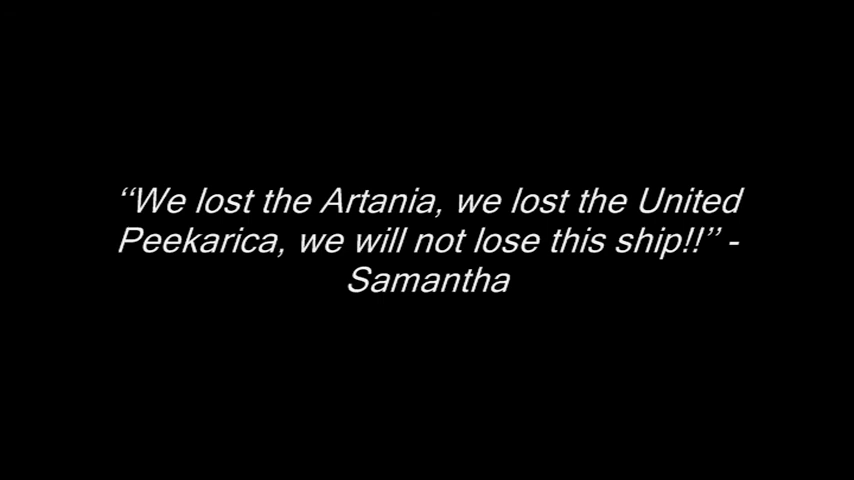 ‘‘We lost the Artania, we lost the United
Peekarica, we will not lose this ship!!’’ -
Samantha